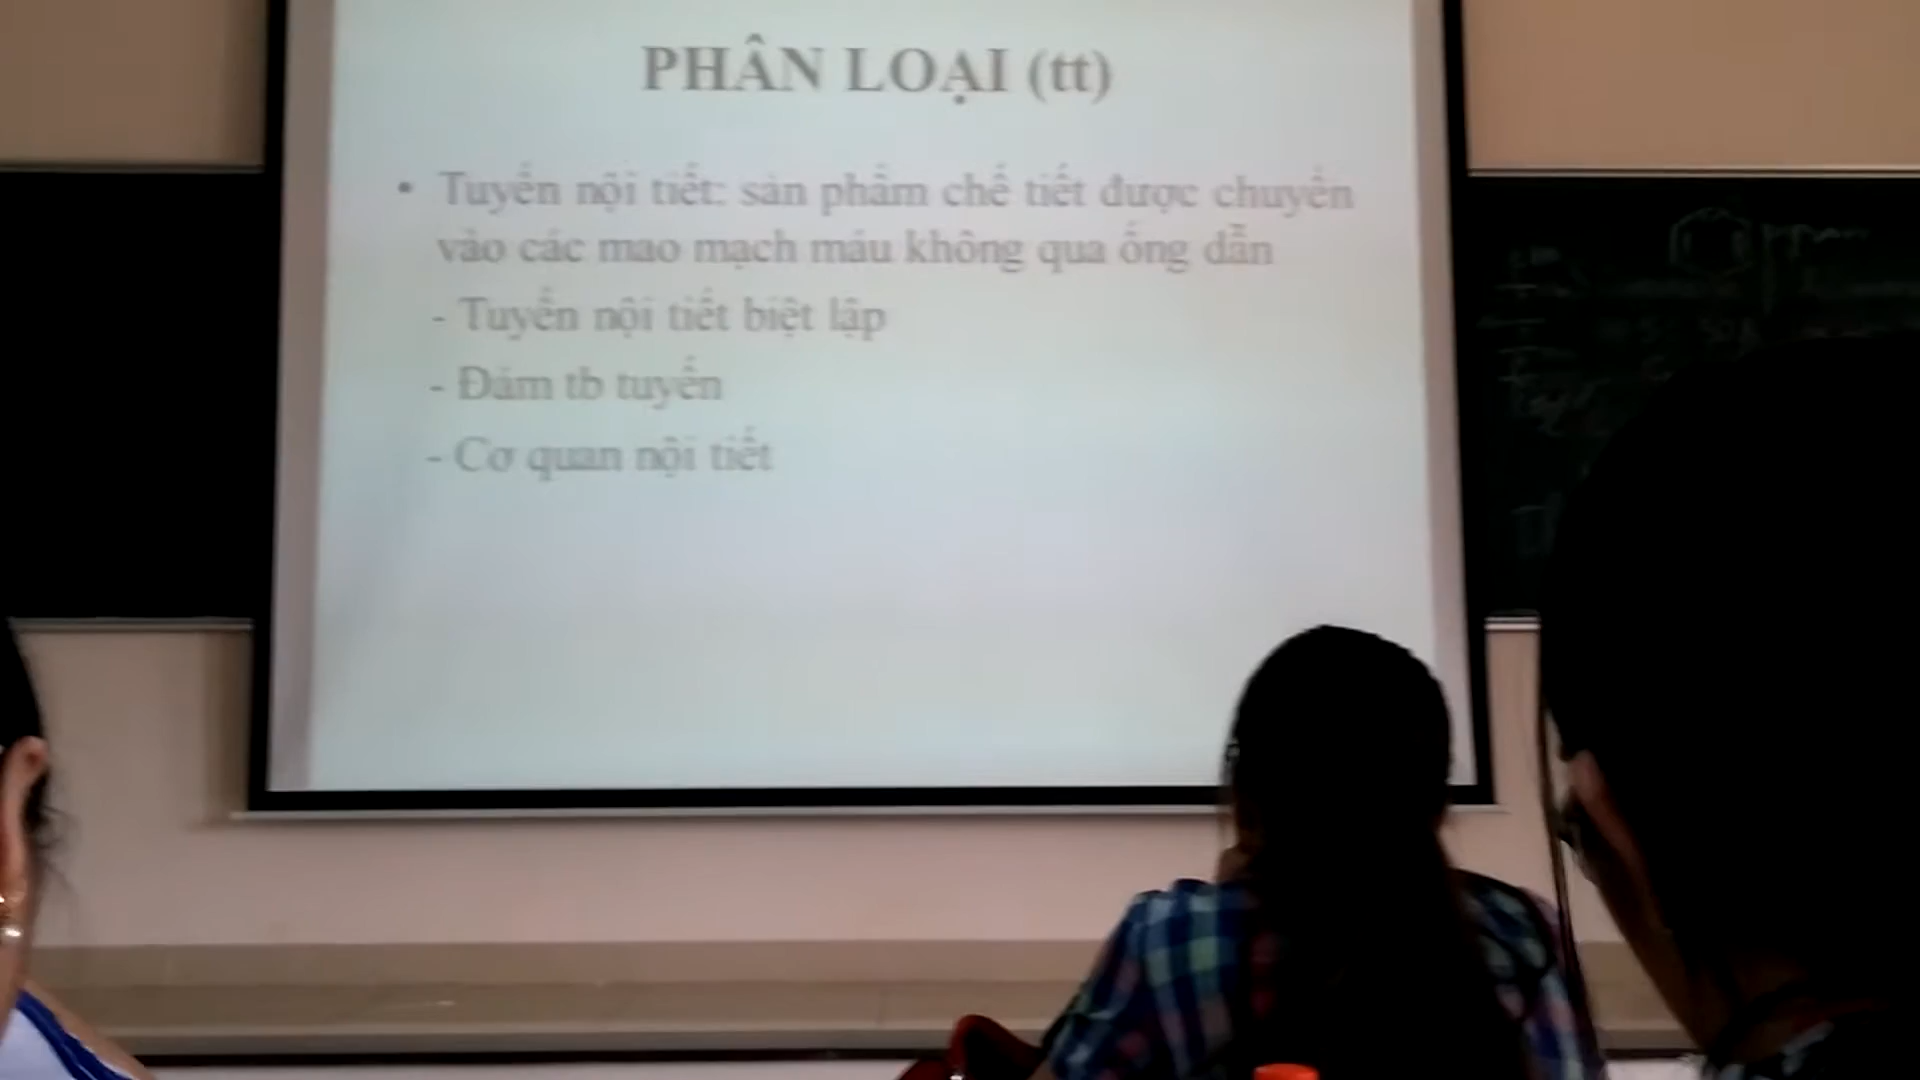 PHÂN LOẠI (tt)
• Tuyến nội tiết: sản phẩm chế tiết được chuyển
vào các mao mạch máu không qua ống dẫn
- Tuyến nội tiết biệt lập
- Đám tb tuyến
- Cơ quan nội tiết